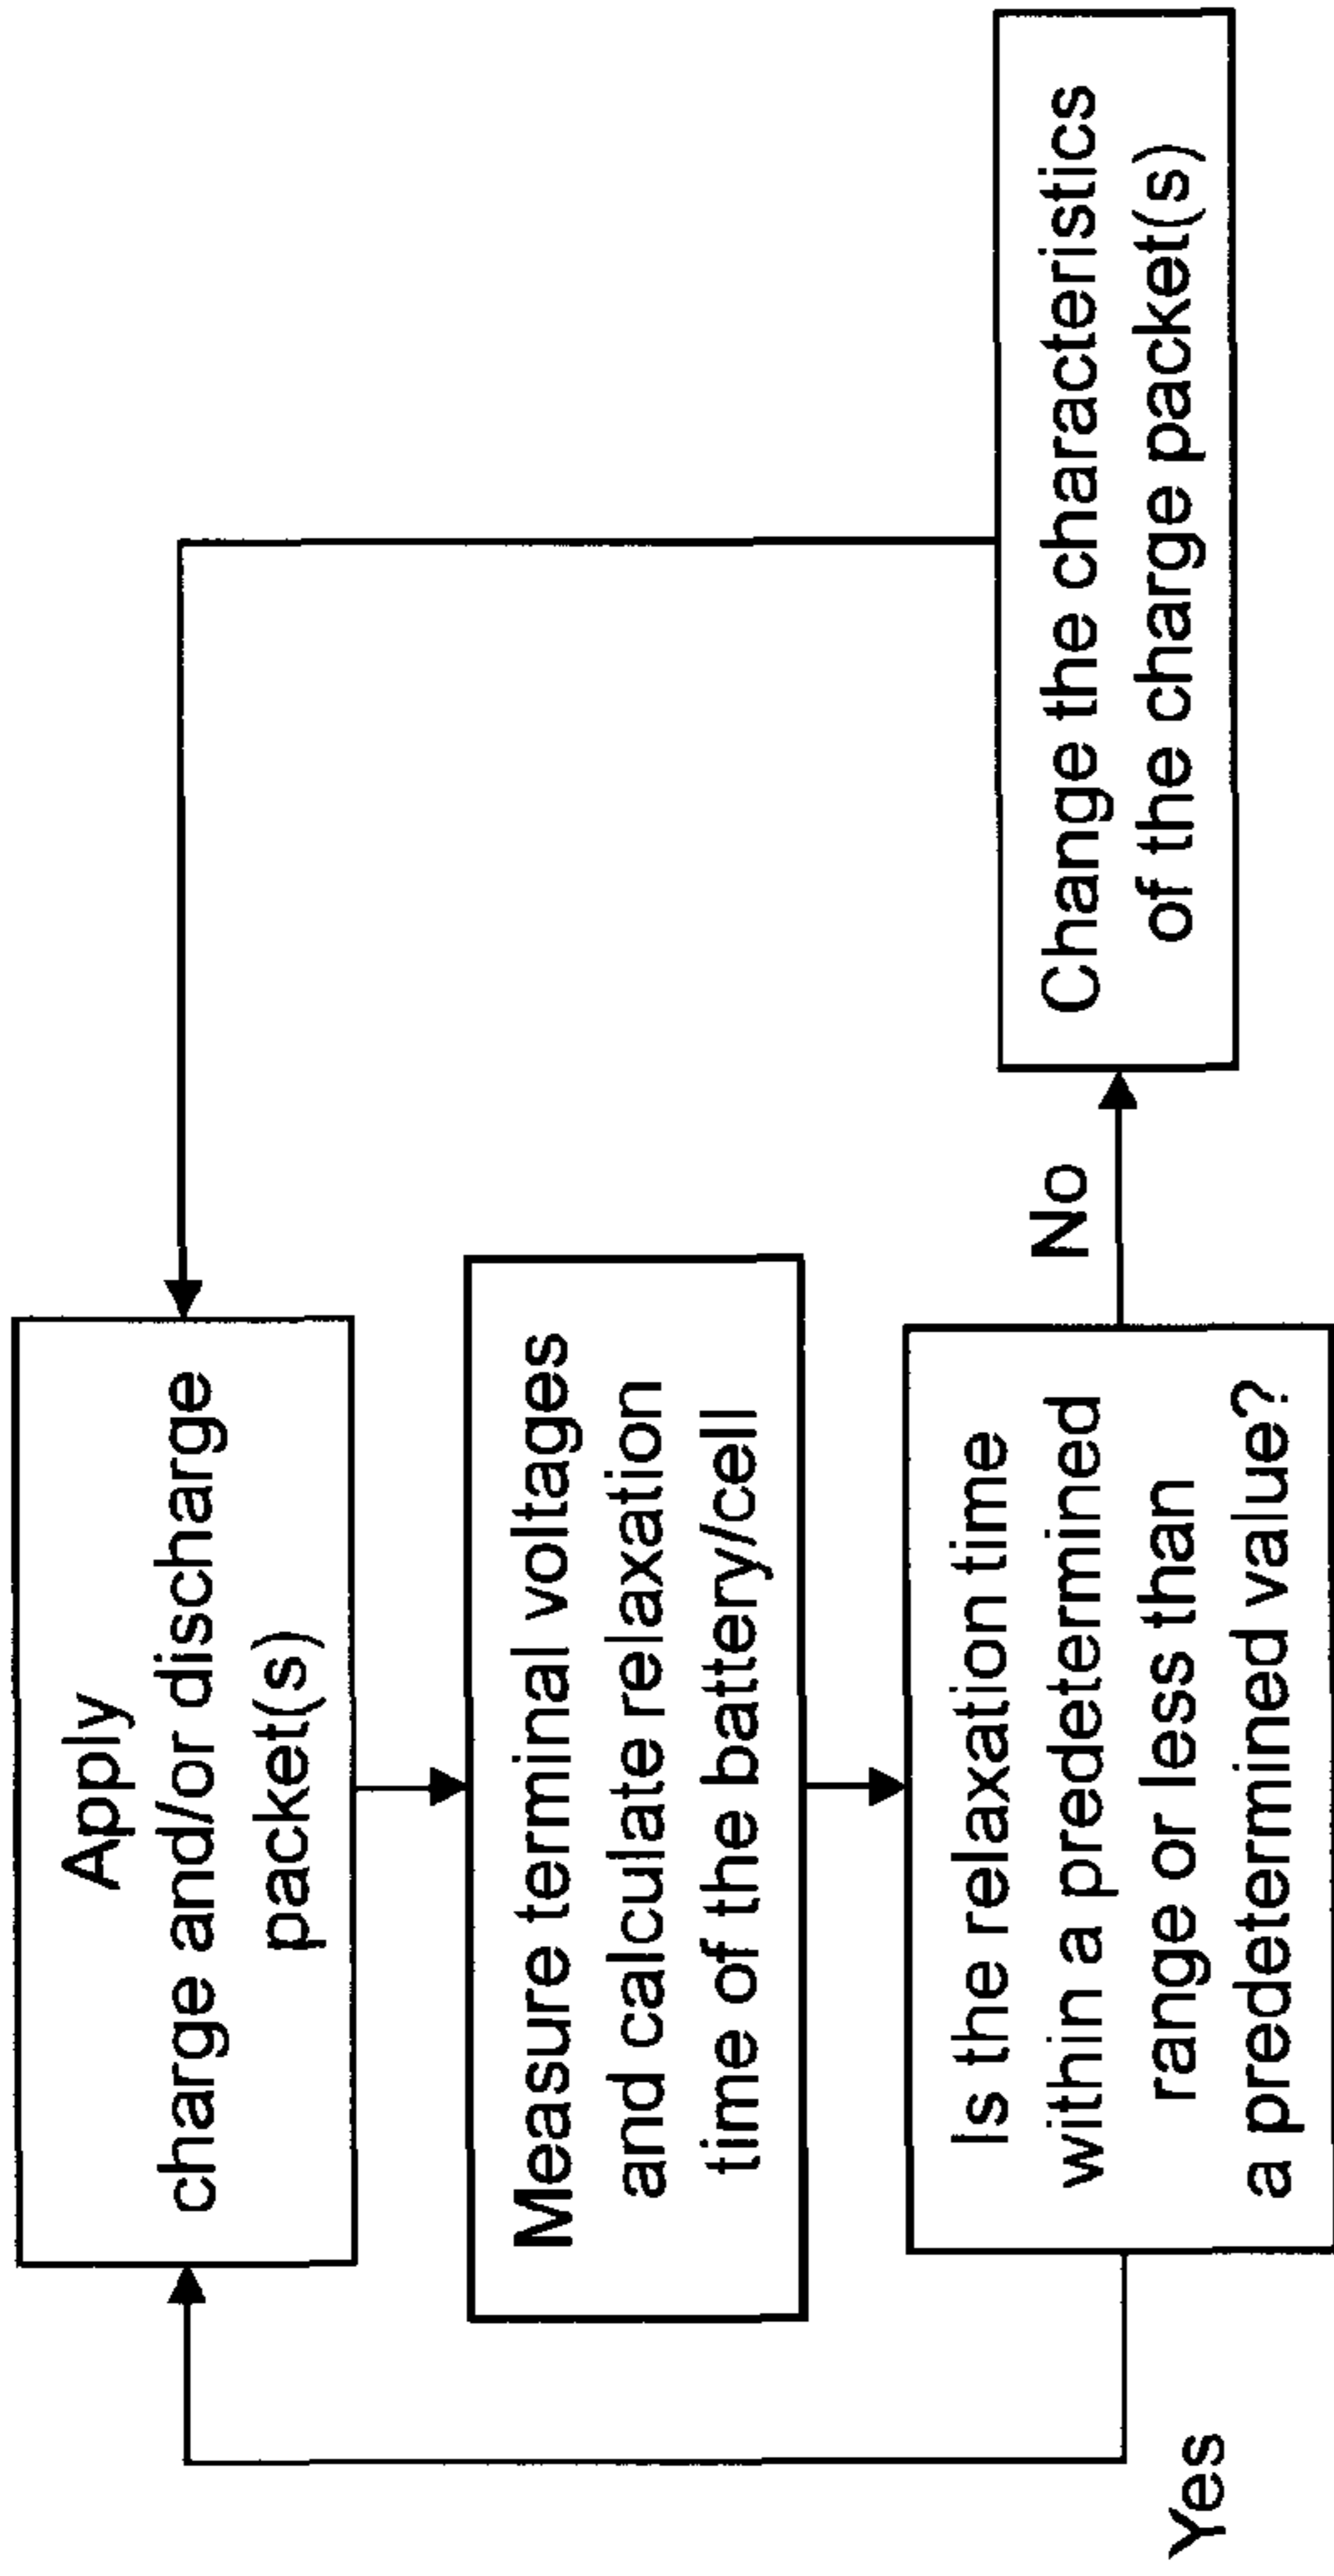 Apply
charge and/or discharge
packet(s)
Measure terminal voltages
and calculate relaxation
time of the battery/cell
Is the relaxation time
within a predetermined
range or less than
a predetermined value?
Yes
No
Change the characteristics
of the charge packet(s)